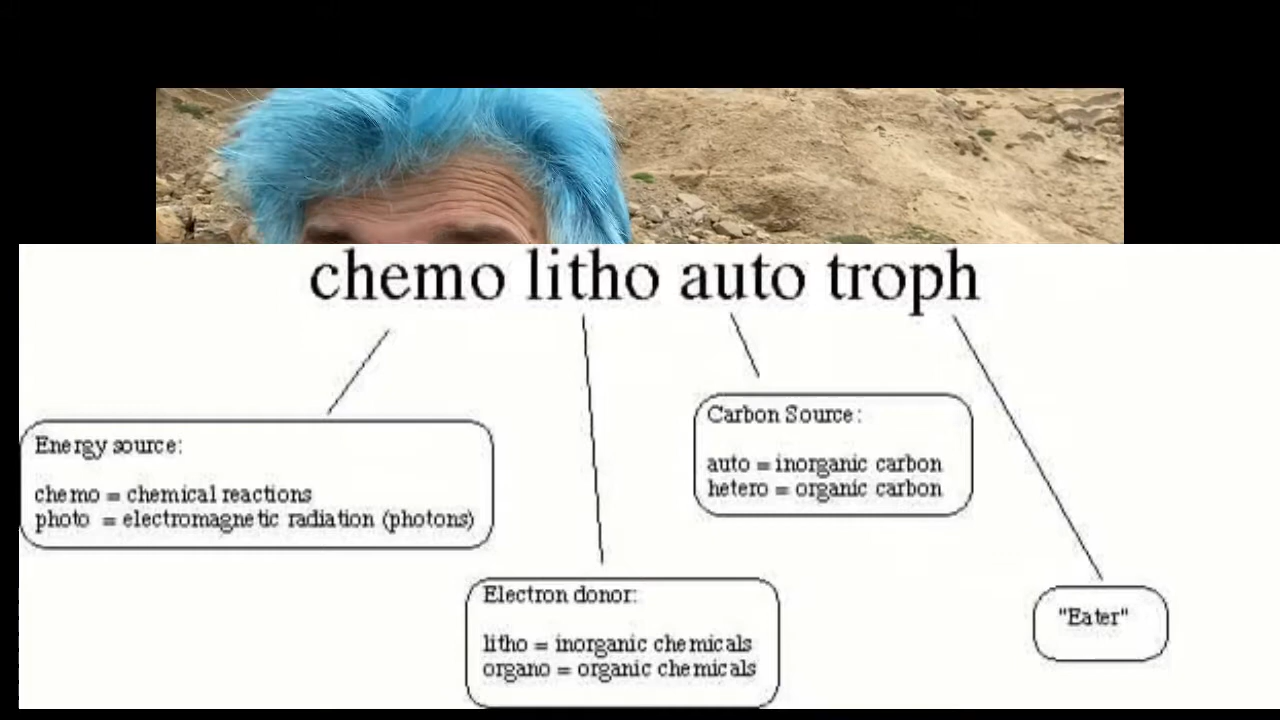 chemo litho auto troph
Energy source:
chemo = chemical reactions
photo = electromagnetic radiation (photons)
Electron donor:
litho = inorganic chemicals
organo = organic chemicals
Carbon Source:
auto = inorganic carbon
hetero = organic carbon
"Eater"